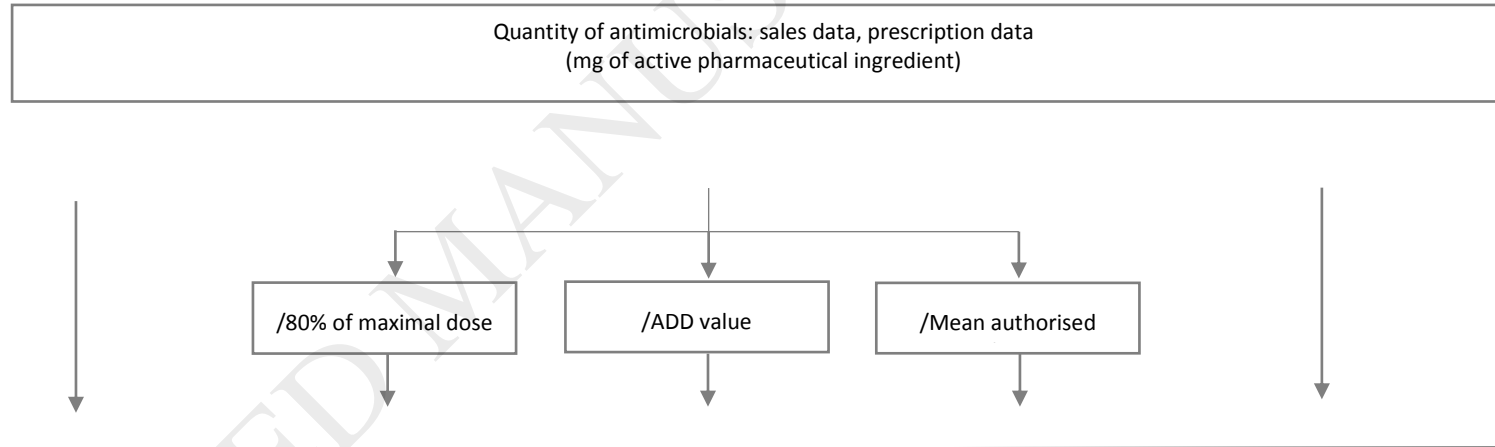 Quantity of antimicrobials: sales data, prescription data
(mg of active pharmaceutical ingredient)
/80% of maximal dose
/ADD value
/Mean authorised